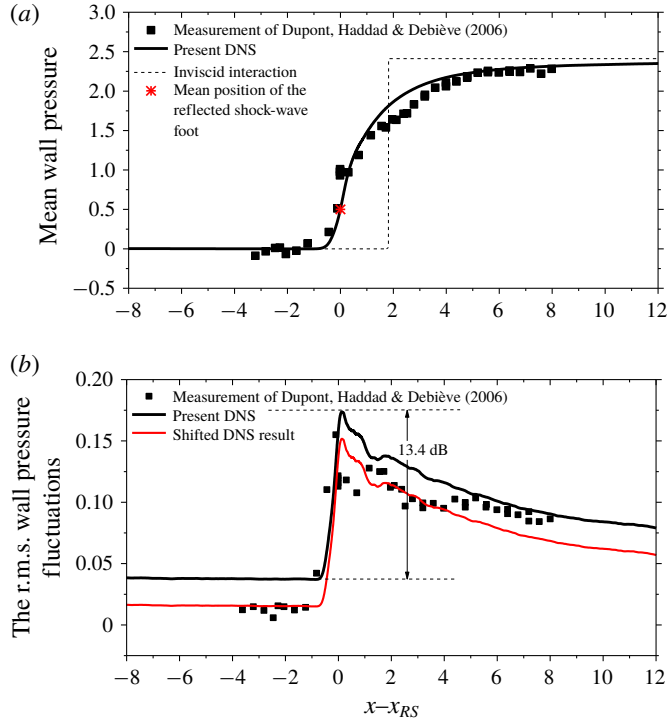 (a)
Measurement of Dupont, Haddad & Debiève (2006)
Present DNS
Inviscid interaction
Mean position of the
reflected shock-wave
foot
Mean wall pressure
3.0
2.5
2.0
1.5
1.0
0.5
0
−0.5
−8 −6 −4 −2 0 2 4 6 8 10 12
(b)
Measurement of Dupont, Haddad & Debiève (2006)
Present DNS
Shifted DNS result
13.4 dB
The r.m.s. wall pressure
fluctuations
0.20
0.15
0.10
0.05
0
−8 −6 −4 −2 0 2 4 6 8 10 12
x–xRS